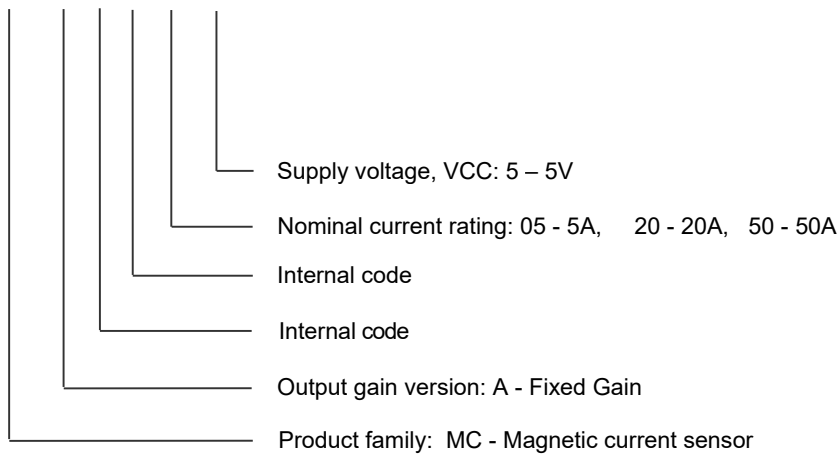 Supply voltage, VCC: 5 – 5V
Nominal current rating: 05 - 5A, 20 - 20A, 50 - 50A
Internal code
Internal code
Output gain version: A - Fixed Gain
Product family: MC - Magnetic current sensor